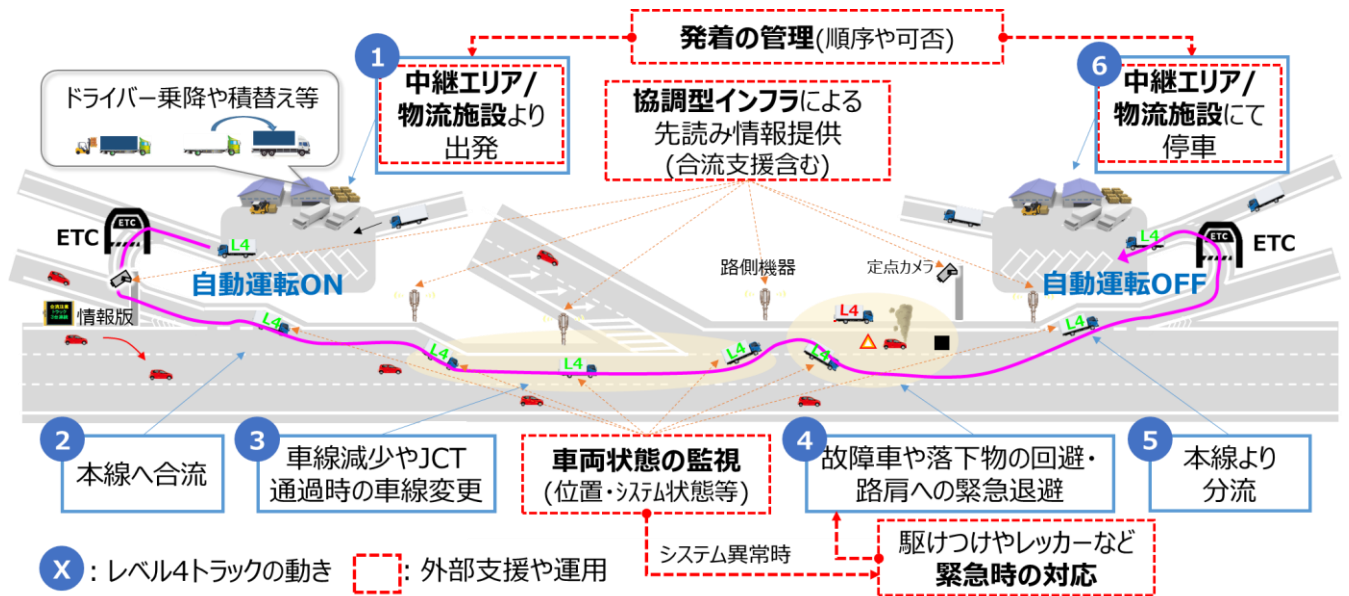 発着の管理(順序や可否)
1
中継エリア/
物流施設より
出発
ドライバー乗降や積替え等
協調型インフラによる
先読み情報提供
(合流支援含む)
6
中継エリア/
物流施設にて
停車
ETC
ETC
L4
自動運転ON
路側機器
定点カメラ
L4
ETC
ETC
自動運転OFF
情報版
L4
L4
L4
L4
L4
L4
L4
2
本線へ合流
3
車線減少やJCT
通過時の車線変更
車両状態の監視
(位置・システム状態等)
4
故障車や落下物の回避・
路肩への緊急退避
5
本線より
分流
X
: レベル4トラックの動き
: 外部支援や運用
システム異常時
駆けつけやレッカーなど
緊急時の対応